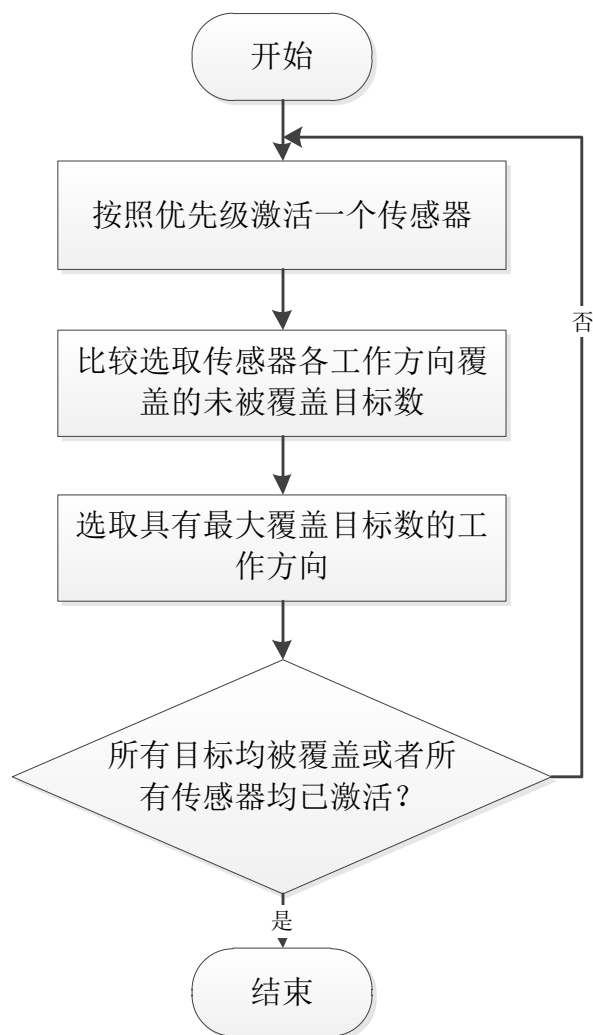 开始
按照优先级激活一个传感器
否
比较选取传感器各工作方向覆
盖的未被覆盖目标数
选取具有最大覆盖目标数的工
作方向
所有目标均被覆盖或者所
有传感器均已激活?
是
结束